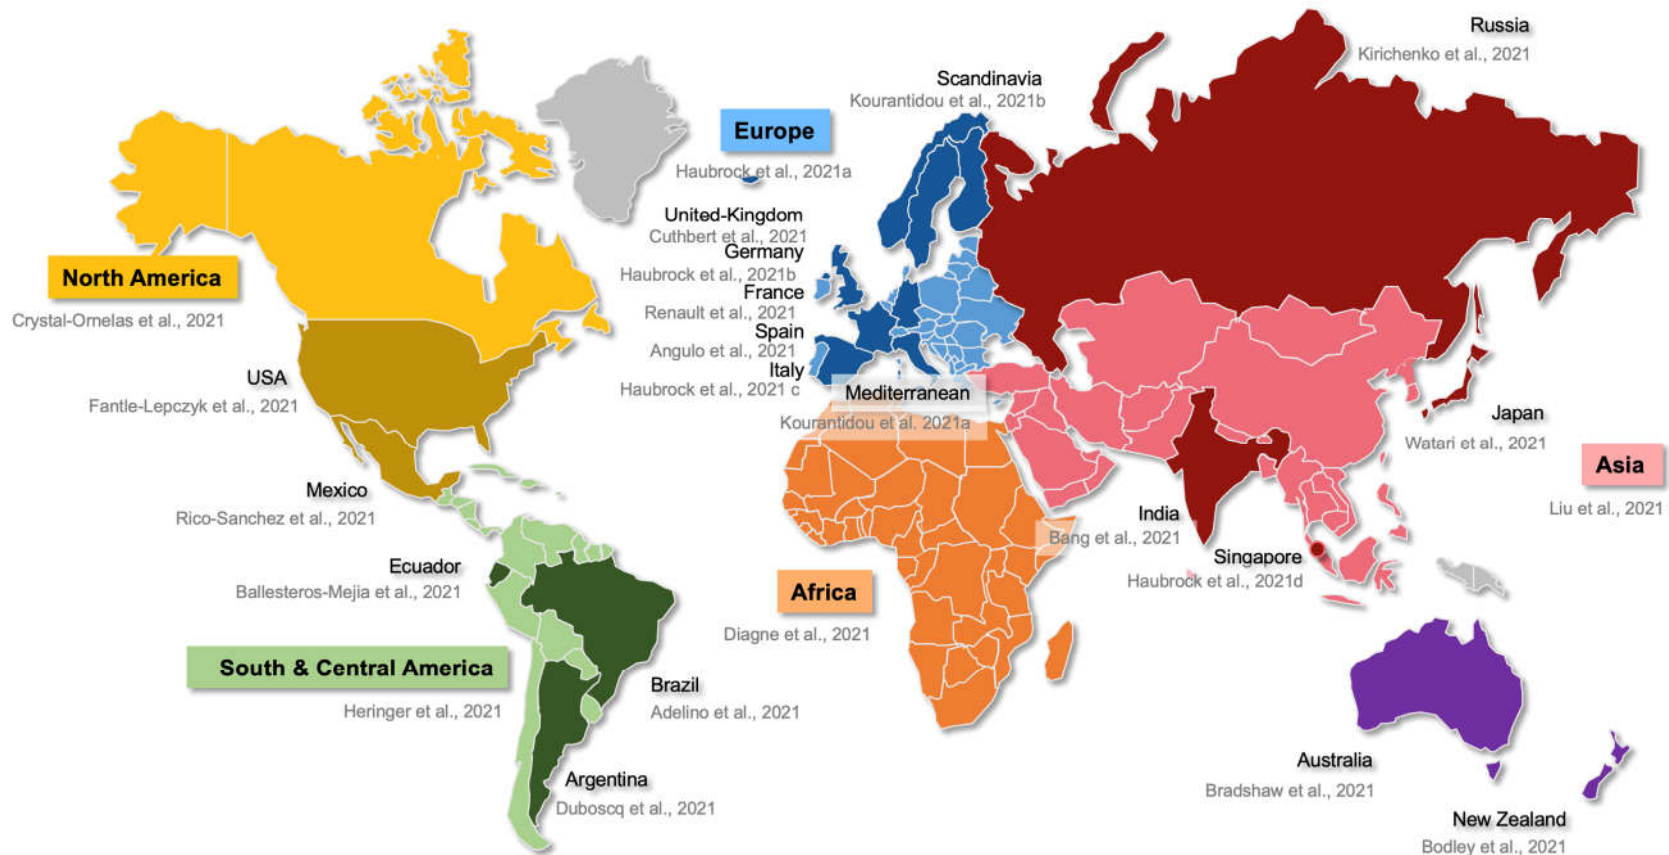 Russia
Kirichenko et al., 2021
Scandinavia
Kourantidou et al., 2021b
Europe
Haubrock et al., 2021a
United-Kingdom
Cuthbert et al., 2021
Germany
Haubrock et al., 2021b
France
Renault et al., 2021
Spain
Angulo et al., 2021
Italy
Haubrock et al., 2021 c
Mediterranean
Kourantidou et al. 2021a
North America
Crystal-Ornelas et al., 2021
USA
Fantle-Lepczyk et al., 2021
Mexico
Rico-Sanchez et al., 2021
Ecuador
Ballesteros-Mejia et al., 2021
South & Central America
Heringer et al., 2021
Brazil
Adelino et al., 2021
Argentina
Duboscq et al., 2021
Africa
Diagne et al., 2021
Japan
Watari et al., 2021
Asia
Liu et al., 2021
India
Bang et al., 2021
Singapore
Haubrock et al., 2021d
Australia
Bradshaw et al., 2021
New Zealand
Bodley et al., 2021